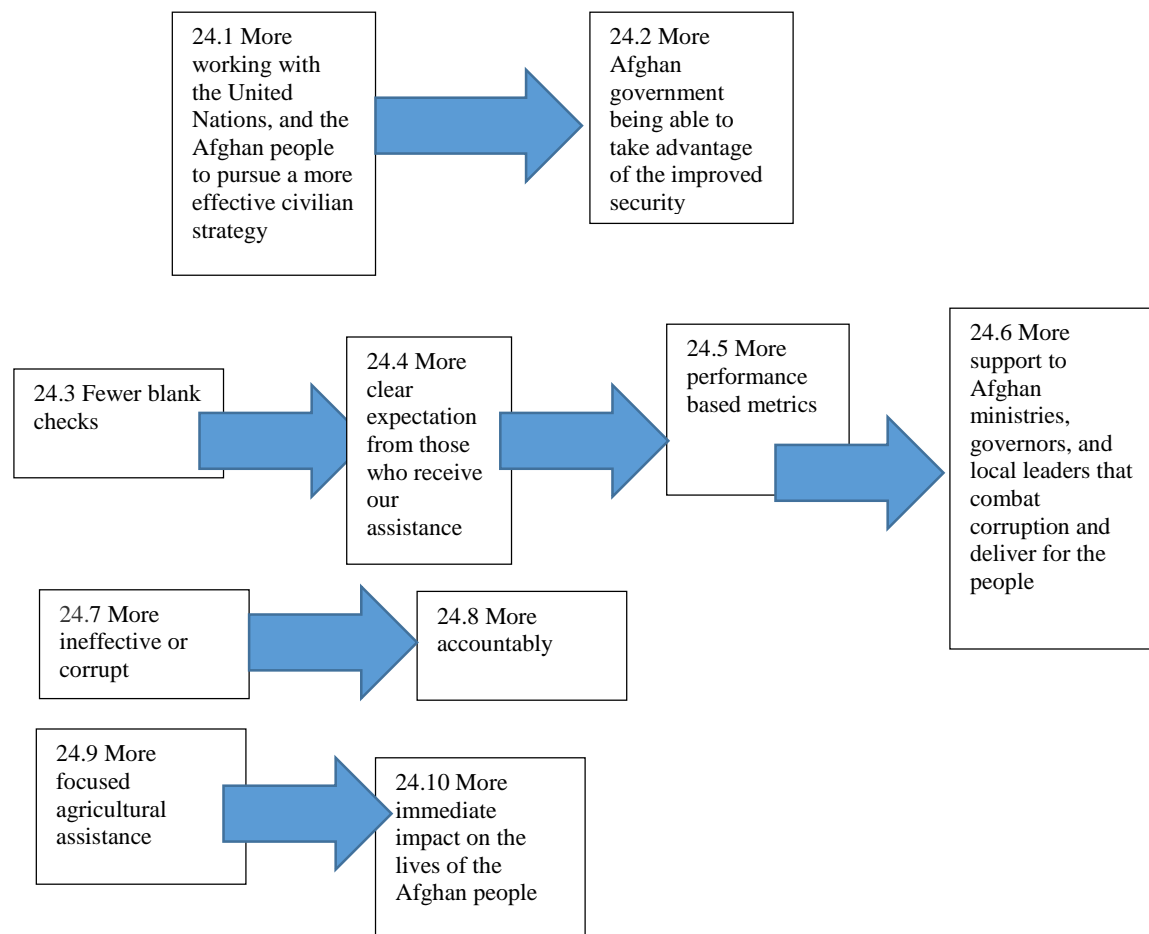 24.1 More
working with
the United
Nations, and the
Afghan people
to pursue a more
effective civilian
strategy
24.2 More
Afghan
government
being able to
take advantage
of the improved
security
24.3 Fewer blank
checks
24.4 More
clear
expectation
from those
who receive
our
assistance
24.5 More
performance
based metrics
24.6 More
support to
Afghan
ministries,
governors, and
local leaders that
combat
corruption and
deliver for the
people
24.7 More
ineffective or
corrupt
24.8 More
accountably
24.9 More
focused
agricultural
assistance
24.10 More
immediate
impact on the
lives of the
Afghan people